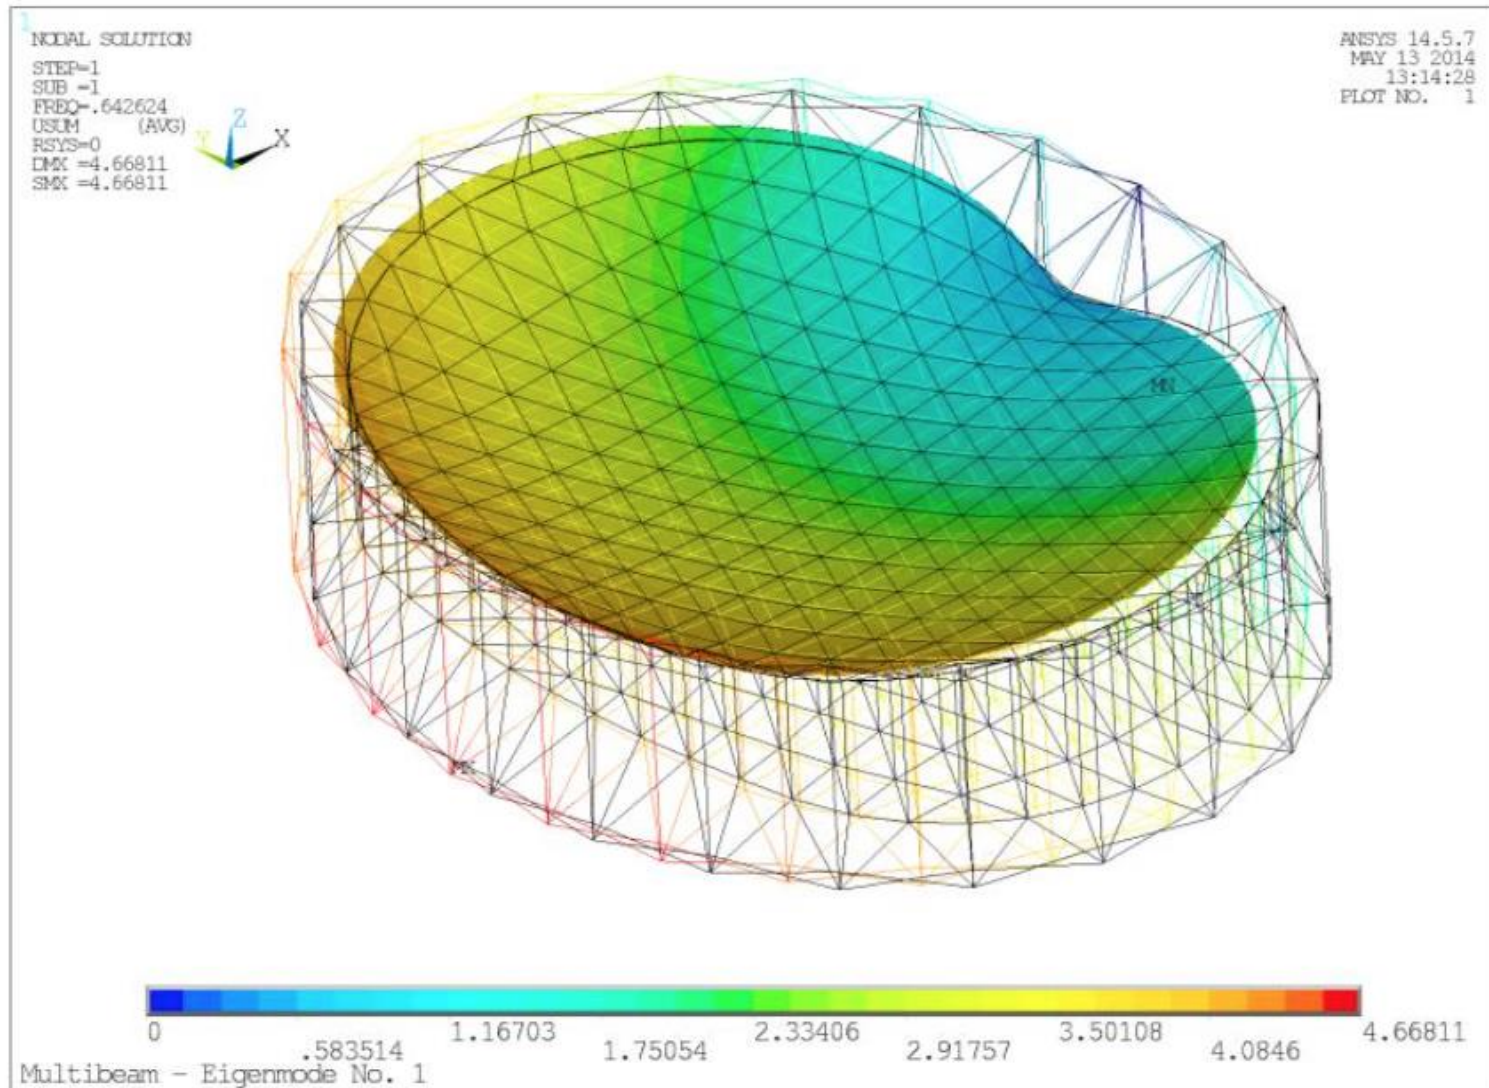 1
NODAL SOLUTION
STEP=1
SUB =1
FREQ=.642624
USUM (AVG)
RSYS=0
DMX =4.66811
SMX =4.66811
ANSYS 14.5.7
MAY 13 2014
13:14:28
PLOT NO. 1
Z
Y
X
MN
0
.583514
1.16703
1.75054
2.33406
2.91757
3.50108
4.0846
4.66811
Multibeam - Eigenmode No. 1